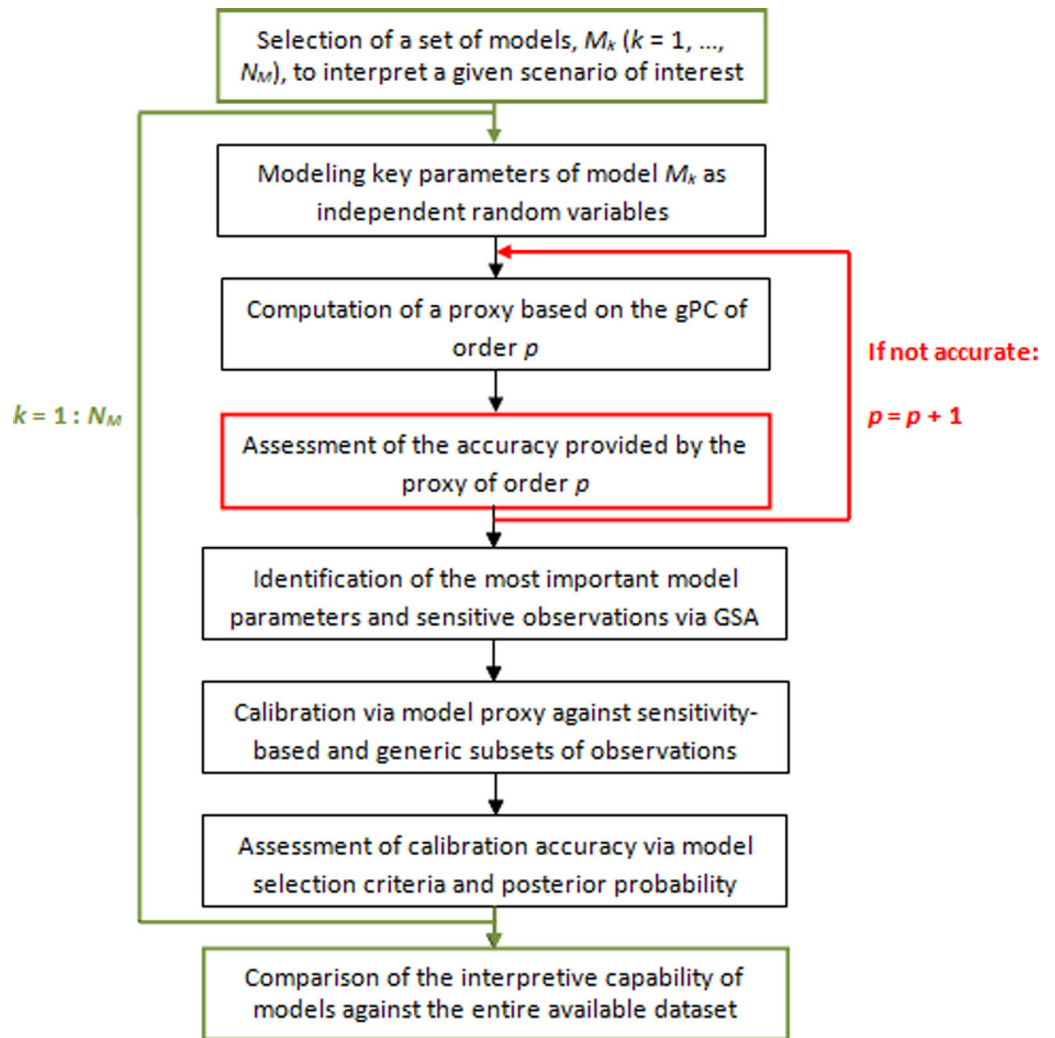 Selection of a set of models, Mk (k = 1, ...,
NM), to interpret a given scenario of interest
Modeling key parameters of model Mk as
independent random variables
Computation of a proxy based on the gPC of
order p
If not accurate:
p = p + 1
k = 1 : NM
Assessment of the accuracy provided by the
proxy of order p
Identification of the most important model
parameters and sensitive observations via GSA
Calibration via model proxy against sensitivity-
based and generic subsets of observations
Assessment of calibration accuracy via model
selection criteria and posterior probability
Comparison of the interpretive capability of
models against the entire available dataset